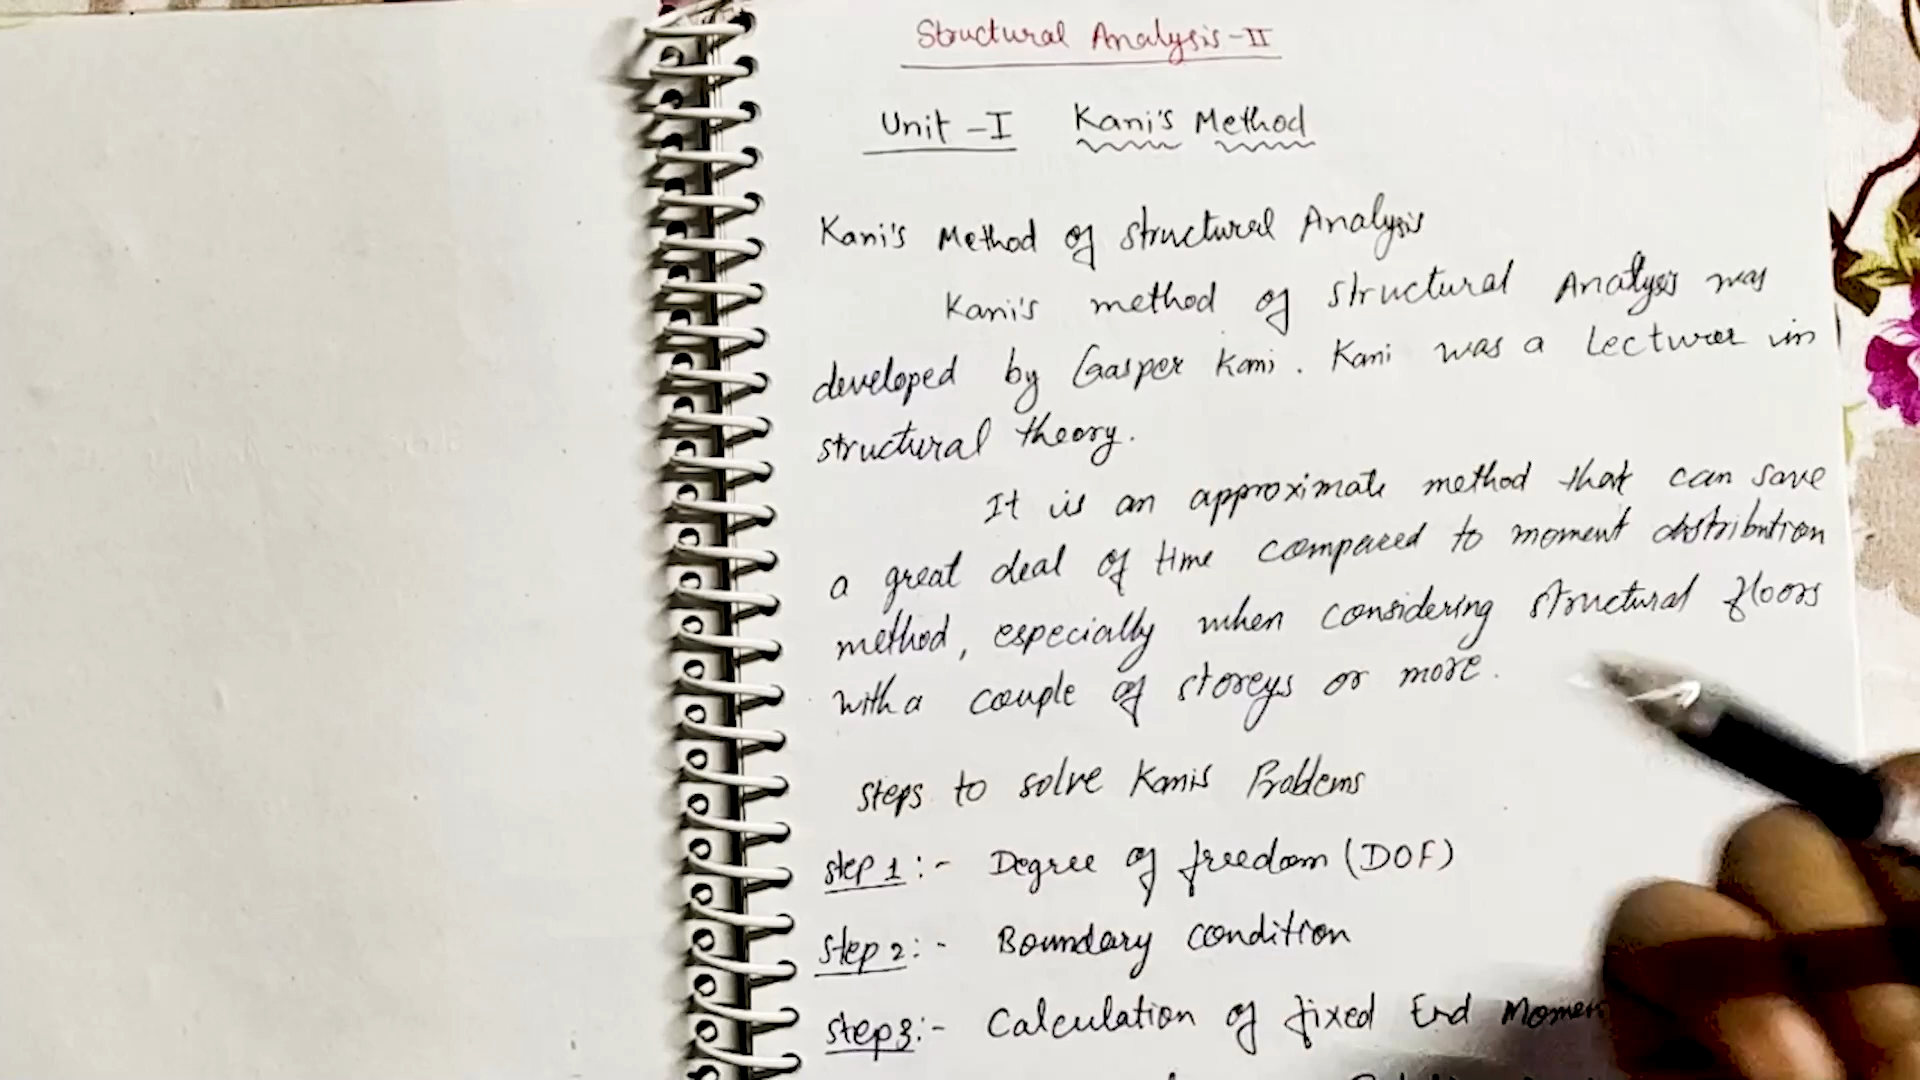 Structural Analysis-II
Unit -I Kani's Method
Kani's Method of structural Analysis
Kani's method of structural Analysis was
developed by Gasper Kani. Kani was a Lecturer in
structural theory.
It is an approximate method that can save
a great deal of time compared to moment distribution
method, especially when considering structural floors
with a couple of storeys or more.
Steps to solve Kanis Problems
Step 1:- Degree of freedom (DOF)
Step 2:- Boundary condition
Step 3:- Calculation of fixed End